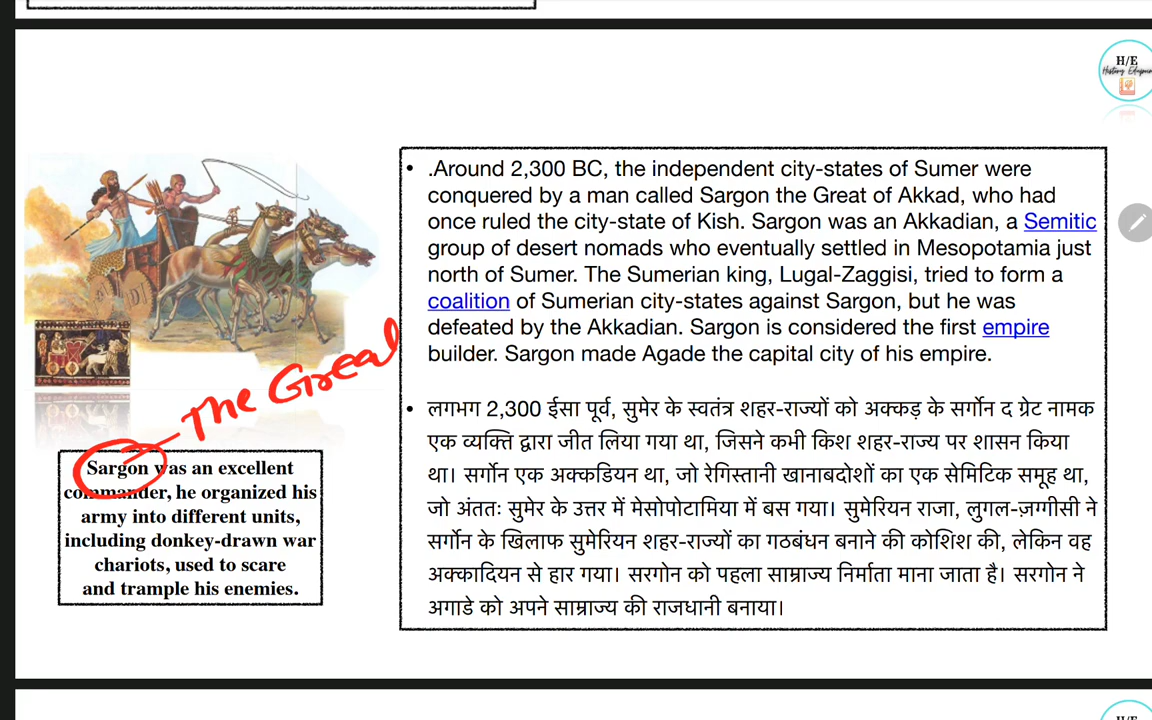 H/E
• .Around 2,300 BC, the independent city-states of Sumer were
conquered by a man called Sargon the Great of Akkad, who had
once ruled the city-state of Kish. Sargon was an Akkadian, a Semitic
group of desert nomads who eventually settled in Mesopotamia just
north of Sumer. The Sumerian king, Lugal-Zaggisi, tried to form a
coalition of Sumerian city-states against Sargon, but he was
defeated by the Akkadian. Sargon is considered the first empire
builder. Sargon made Agade the capital city of his empire.
• लगभग 2,300 ईसा पूर्व, सुमेर के स्वतंत्र शहर-राज्यों को अक्कड़ के सर्गोन द ग्रेट नामक
एक व्यक्ति द्वारा जीत लिया गया था, जिसने कभी किश शहर-राज्य पर शासन किया
था। सर्गोन एक अक्कडियन था, जो रेगिस्तानी खानाबदोशों का एक सेमिटिक समूह था,
जो अंततः सुमेर के उत्तर में मेसोपोटामिया में बस गया। सुमेरियन राजा, लुगल-ज़ग्गीसी ने
सर्गोन के खिलाफ सुमेरियन शहर-राज्यों का गठबंधन बनाने की कोशिश की, लेकिन वह
अक्कादियन से हार गया। सरगोन को पहला साम्राज्य निर्माता माना जाता है। सरगोन ने
अगाडे को अपने साम्राज्य की राजधानी बनाया।
The Great
Sargon was an excellent
commander, he organized his
army into different units,
including donkey-drawn war
chariots, used to scare
and trample his enemies.